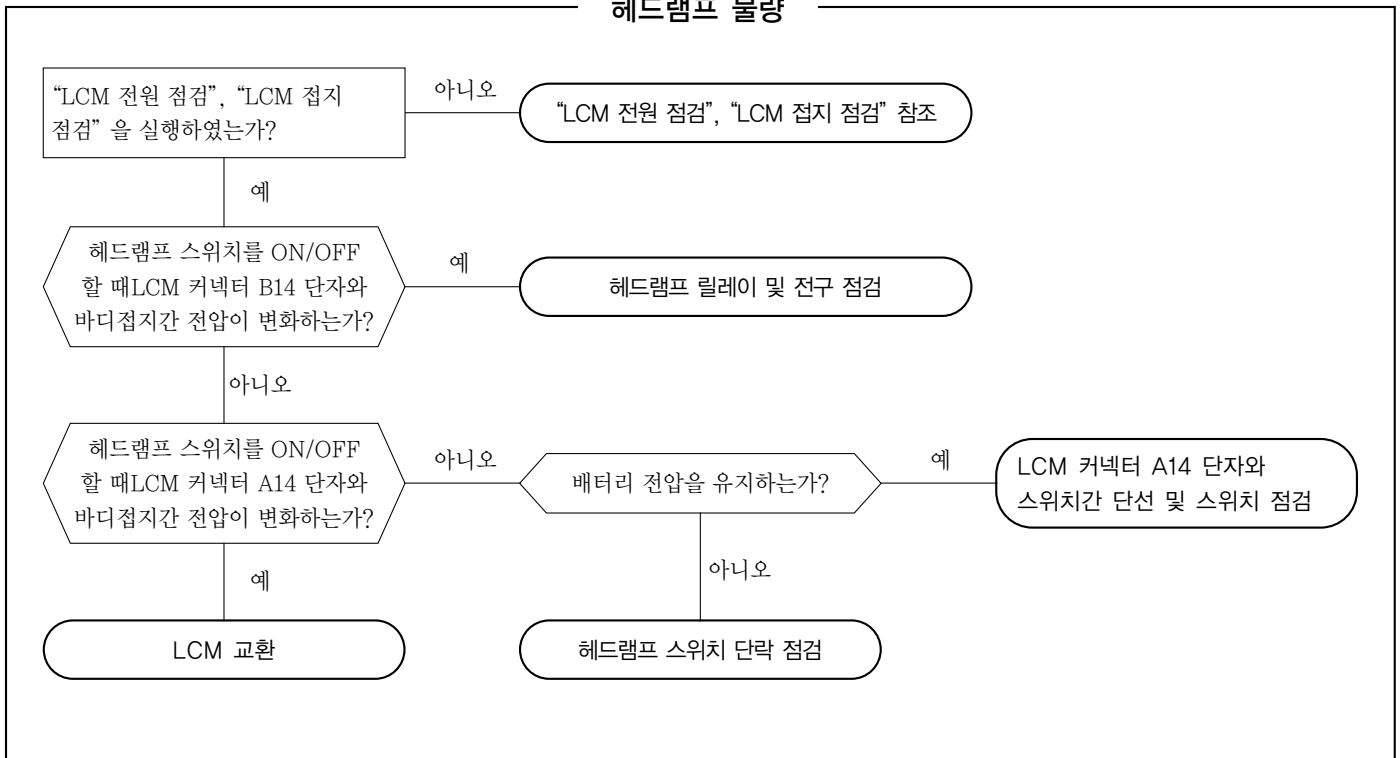 헤드램프 불량
“LCM 전원 점검”, “LCM 접지
점검” 을 실행하였는가?
아니오
“LCM 전원 점검”, “LCM 접지 점검” 참조
예
헤드램프 스위치를 ON/OFF
할 때LCM 커넥터 B14 단자와
바디접지간 전압이 변화하는가?
예
헤드램프 릴레이 및 전구 점검
아니오
헤드램프 스위치를 ON/OFF
할 때LCM 커넥터 A14 단자와
바디접지간 전압이 변화하는가?
아니오
배터리 전압을 유지하는가?
예
LCM 커넥터 A14 단자와
스위치간 단선 및 스위치 점검
예
아니오
LCM 교환
헤드램프 스위치 단락 점검